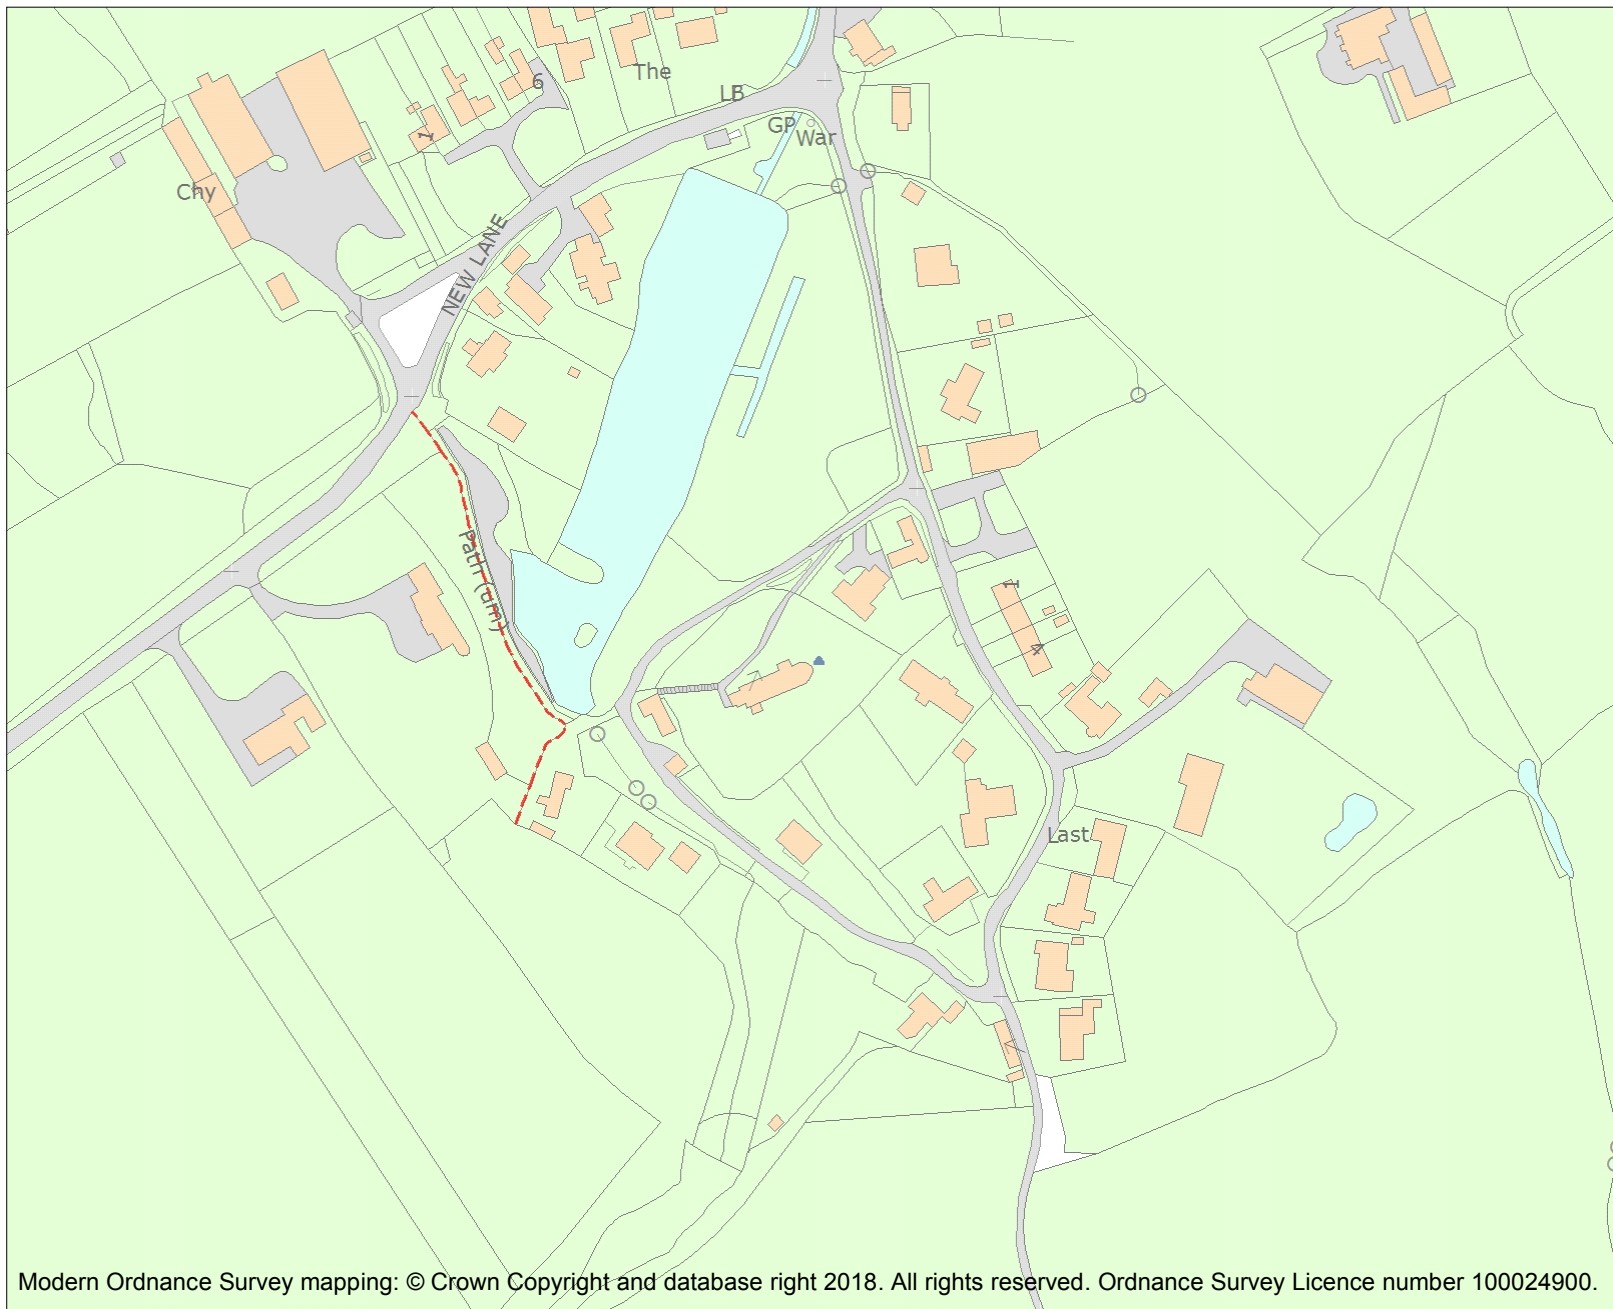 6
The
LB
GP
War
1
Chy
NEW LANE
Path (um)
1
4
Last
Modern Ordnance Survey mapping: © Crown Copyright and database right 2018. All rights reserved. Ordnance Survey Licence number 100024900.